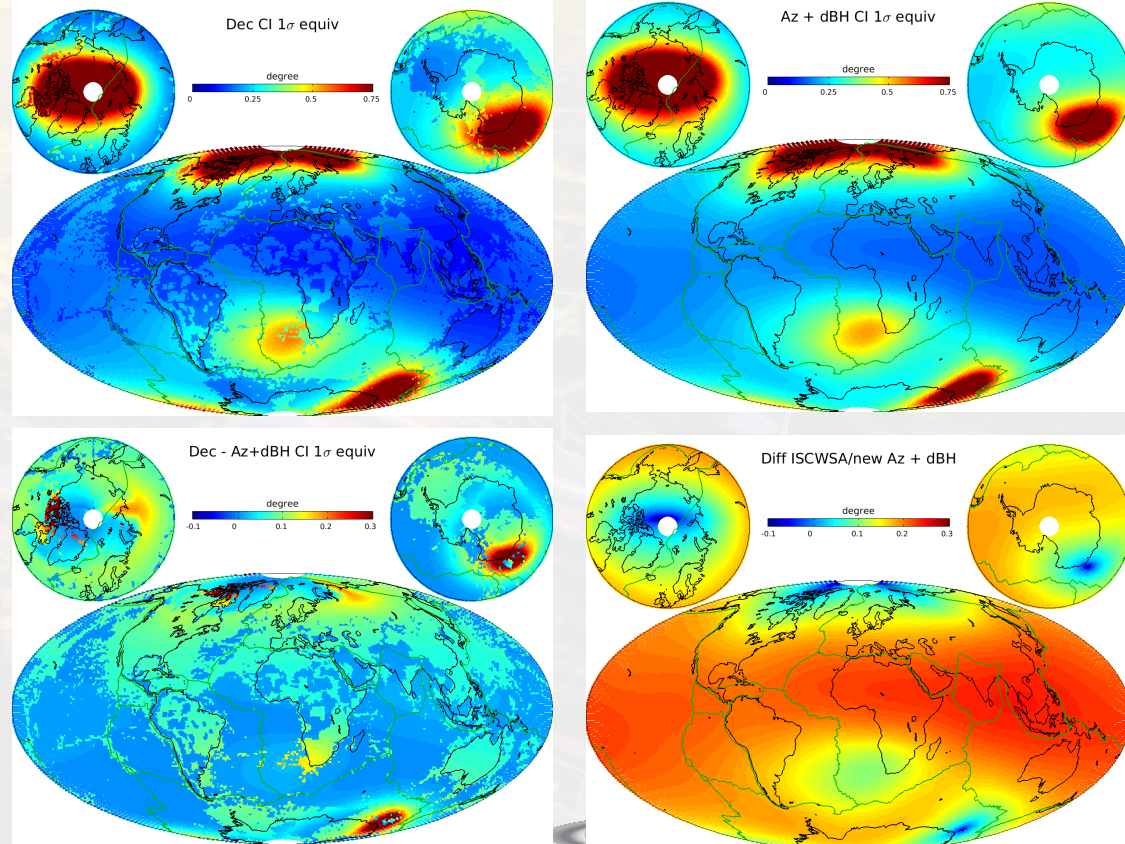 Dec CI 1σ equiv
degree
0 0.25 0.5 0.75
Az + dBH CI 1σ equiv
degree
0 0.25 0.5 0.75
Dec - Az+dBH CI 1σ equiv
degree
-0.1 0 0.1 0.2 0.3
Diff ISCWSA/new Az + dBH
degree
-0.1 0 0.1 0.2 0.3